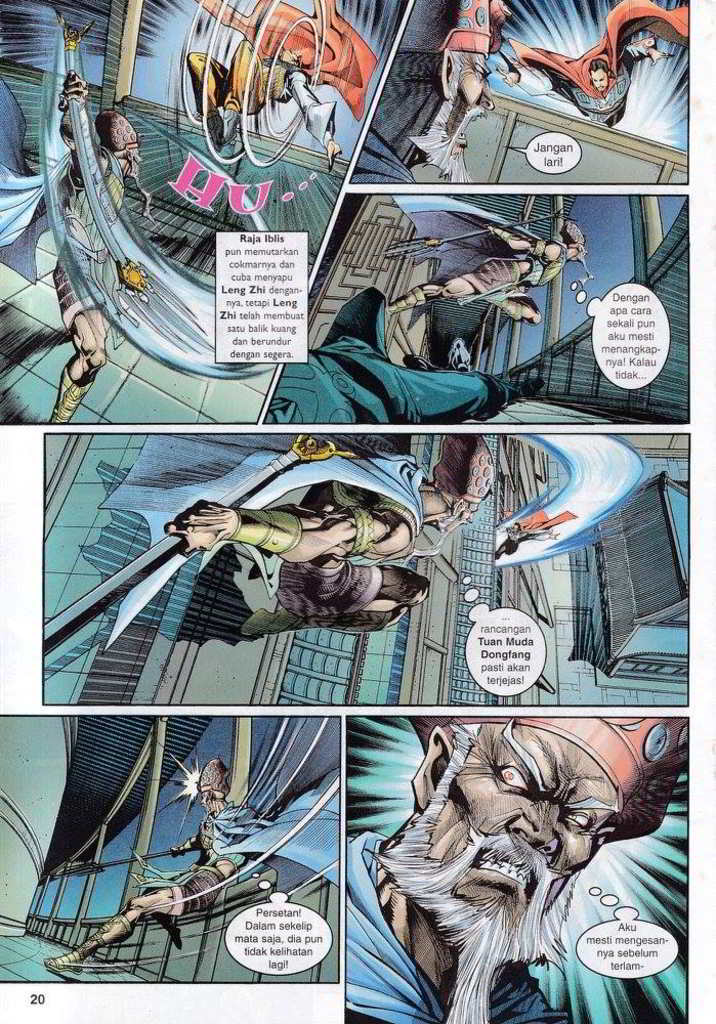 HU...
Raja Iblis
pun memutarkan
cokmarnya dan
cuba menyapu
Leng Zhi dengan-
nya, tetapi Leng
Zhi telah membuat
satu balik kuang
dan berundur
dengan segera.
Jangan
lari!
Dengan
apa cara
sekali pun
aku mesti
menangkap-
nya! Kalau
tidak...
...
rancangan
Tuan Muda
Dongfang
pasti akan
terjejas!
Persetan!
Dalam sekelip
mata saja, dia pun
tidak kelihatan
lagi!
Aku
mesti mengesan-
nya sebelum
terlam-
20